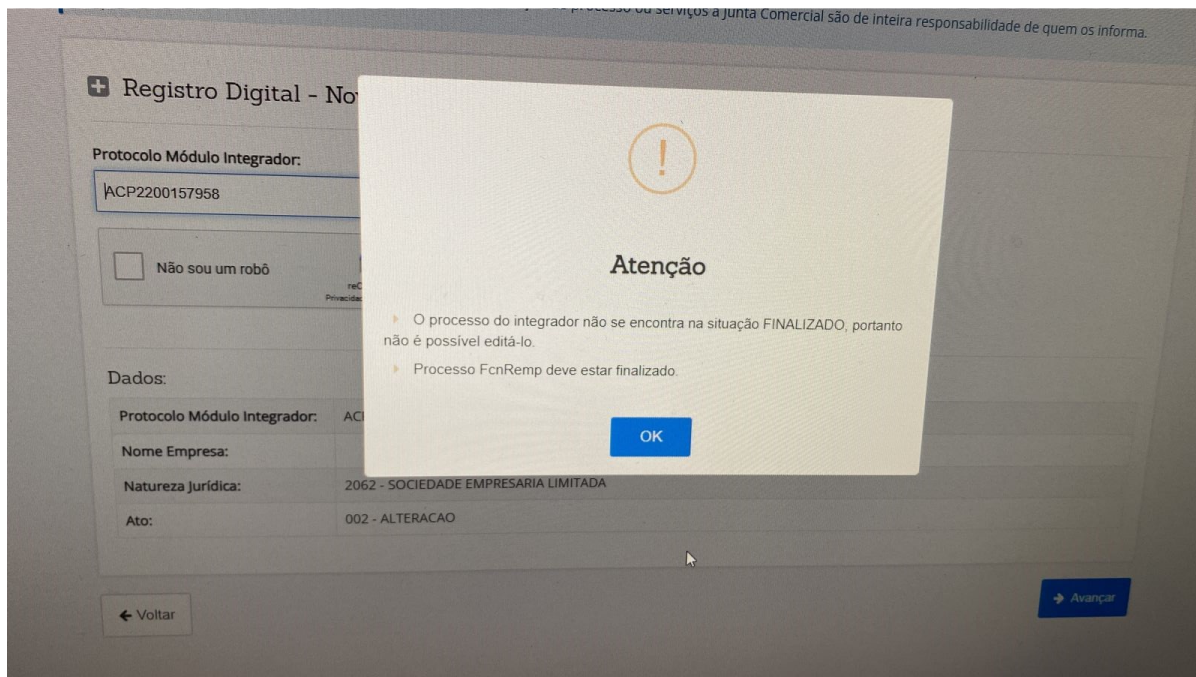 processo ou serviços à Junta Comercial são de inteira responsabilidade de quem os informa.
Registro Digital - No
Protocolo Módulo Integrador:
ACP2200157958
Não sou um robô
reC
Privacidad
!
Atenção
O processo do integrador não se encontra na situação FINALIZADO, portanto
não é possível editá-lo.
Processo FcnRemp deve estar finalizado.
OK
Dados:
Protocolo Módulo Integrador: AC
Nome Empresa:
Natureza Jurídica: 2062 - SOCIEDADE EMPRESARIA LIMITADA
Ato: 002 - ALTERACAO
Voltar
Avançar